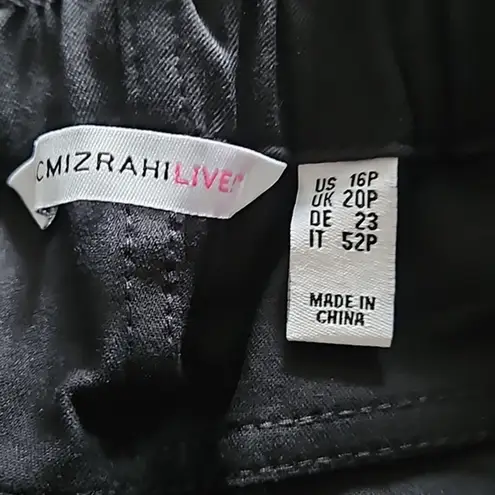 CMIZRAHILIVE!
US 16P
UK 20P
DE 23
IT 52P
MADE IN
CHINA